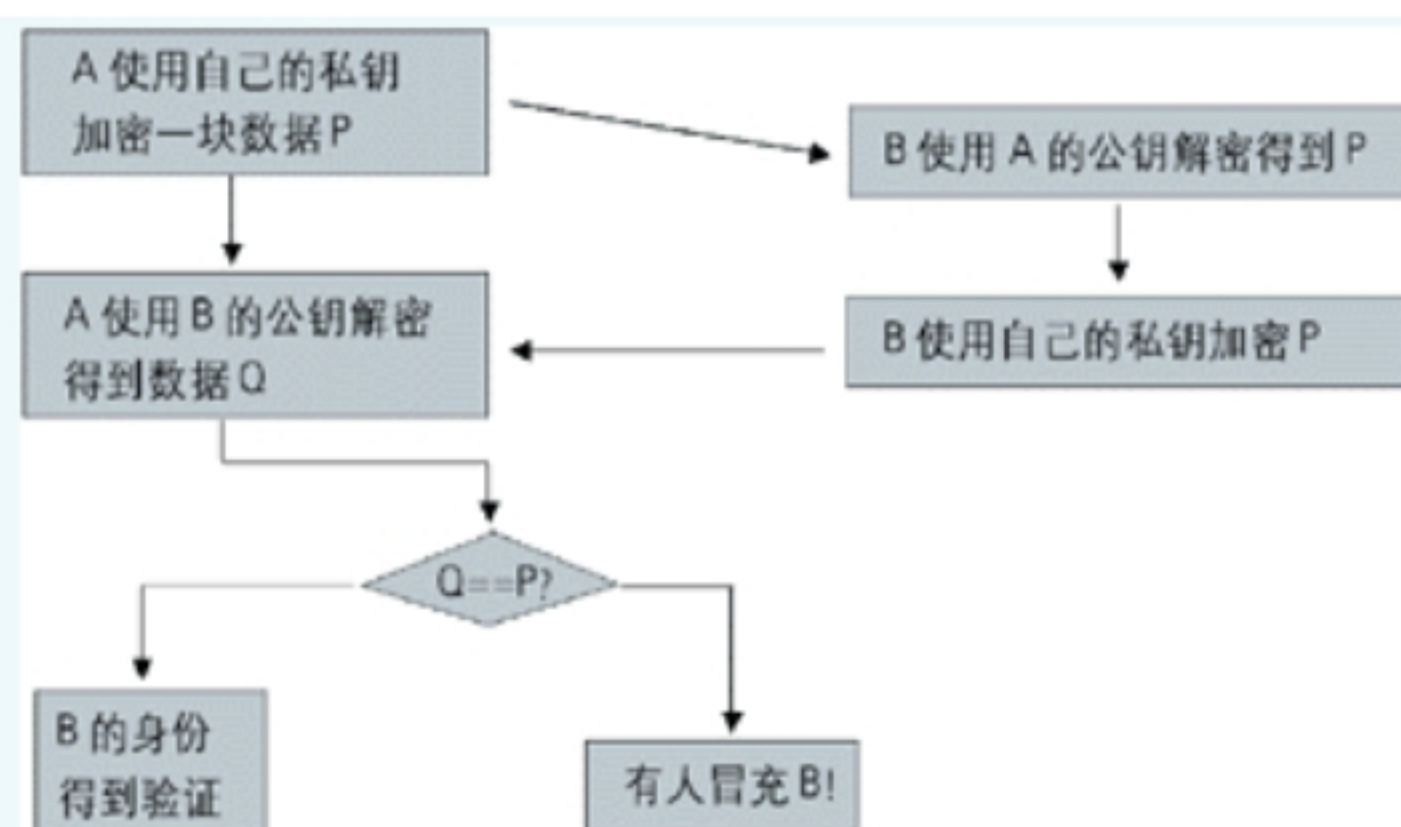 A 使用自己的私钥
加密一块数据P
B 使用 A 的公钥解密得到 P
A 使用 B 的公钥解密
得到数据 Q
B 使用自己的私钥加密 P
Q==P?
B 的身份
得到验证
有人冒充 B!